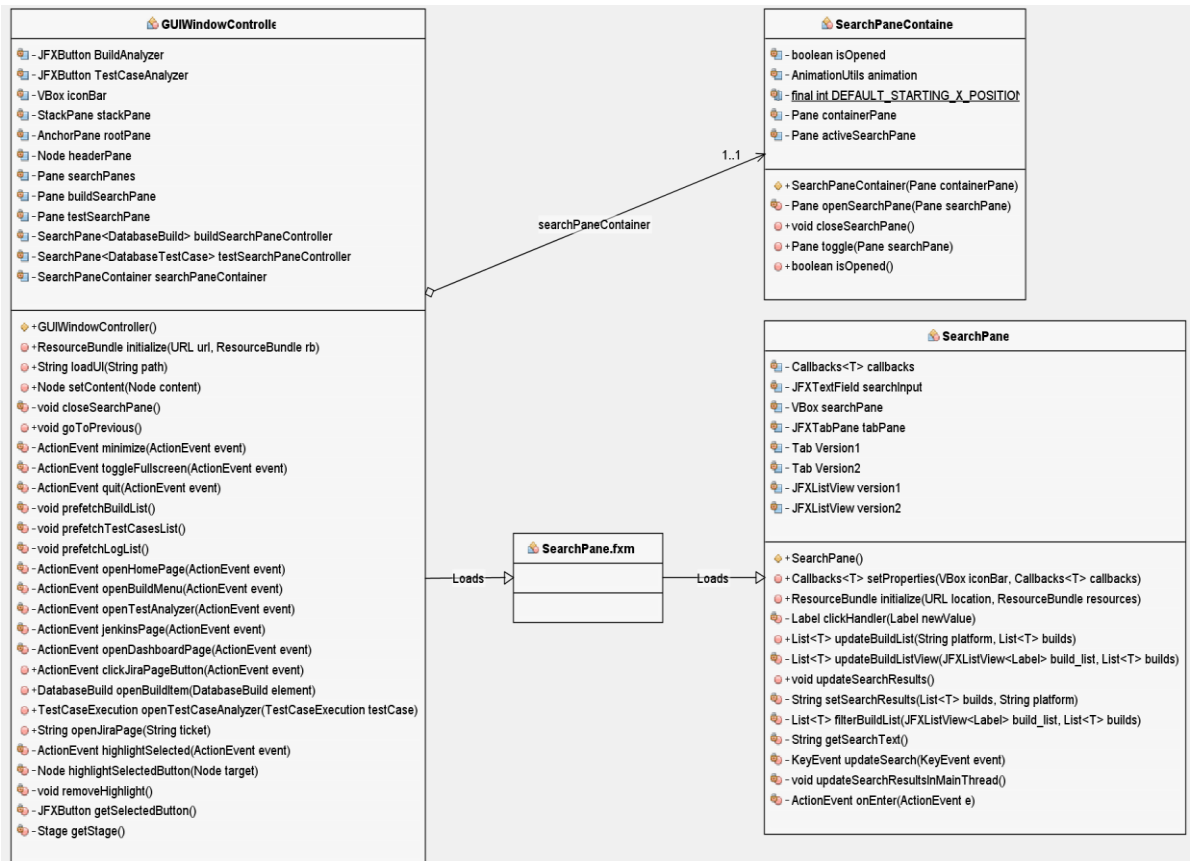 GUIWindowControlle
- JFXButton BuildAnalyzer
- JFXButton TestCaseAnalyzer
- VBox iconBar
- StackPane stackPane
- AnchorPane rootPane
- Node headerPane
- Pane searchPanes
- Pane buildSearchPane
- Pane testSearchPane
- SearchPane<DatabaseBuild> buildSearchPaneController
- SearchPane<DatabaseTestCase> testSearchPaneController
- SearchPaneContainer searchPaneContainer
+GUIWindowController()
+ResourceBundle initialize(URL url, ResourceBundle rb)
+String loadUI(String path)
+Node setContent(Node content)
- void closeSearchPane()
+void goToPrevious()
- ActionEvent minimize(ActionEvent event)
- ActionEvent toggleFullscreen(ActionEvent event)
- ActionEvent quit(ActionEvent event)
- void prefetchBuildList()
- void prefetchTestCasesList()
- void prefetchLogList()
- ActionEvent openHomePage(ActionEvent event)
- ActionEvent openBuildMenu(ActionEvent event)
- ActionEvent openTestAnalyzer(ActionEvent event)
- ActionEvent jenkinsPage(ActionEvent event)
- ActionEvent openDashboardPage(ActionEvent event)
+ActionEvent clickJiraPageButton(ActionEvent event)
+DatabaseBuild openBuildItem(DatabaseBuild element)
+TestCaseExecution openTestCaseAnalyzer(TestCaseExecution testCase)
+String openJiraPage(String ticket)
- ActionEvent highlightSelected(ActionEvent event)
- Node highlightSelectedButton(Node target)
- void removeHighlight()
- JFXButton getSelectedButton()
- Stage getStage()
1..1
searchPaneContainer
Loads
SearchPane.fxm
Loads
SearchPaneContaine
- boolean isOpened
- AnimationUtils animation
- final int DEFAULT_STARTING_X_POSITION
- Pane containerPane
- Pane activeSearchPane
+SearchPaneContainer(Pane containerPane)
- Pane openSearchPane(Pane searchPane)
+void closeSearchPane()
+Pane toggle(Pane searchPane)
+boolean isOpened()
SearchPane
- Callbacks<T> callbacks
- JFXTextField searchInput
- VBox searchPane
- JFXTabPane tabPane
- Tab Version1
- Tab Version2
- JFXListView version1
- JFXListView version2
+SearchPane()
+Callbacks<T> setProperties(VBox iconBar, Callbacks<T> callbacks)
+ResourceBundle initialize(URL location, ResourceBundle resources)
- Label clickHandler(Label newValue)
+List<T> updateBuildList(String platform, List<T> builds)
- List<T> updateBuildListView(JFXListView<Label> build_list, List<T> builds)
+void updateSearchResults()
- String setSearchResults(List<T> builds, String platform)
- List<T> filterBuildList(JFXListView<Label> build_list, List<T> builds)
- String getSearchText()
- KeyEvent updateSearch(KeyEvent event)
- void updateSearchResultsInMainThread()
- ActionEvent onEnter(ActionEvent e)